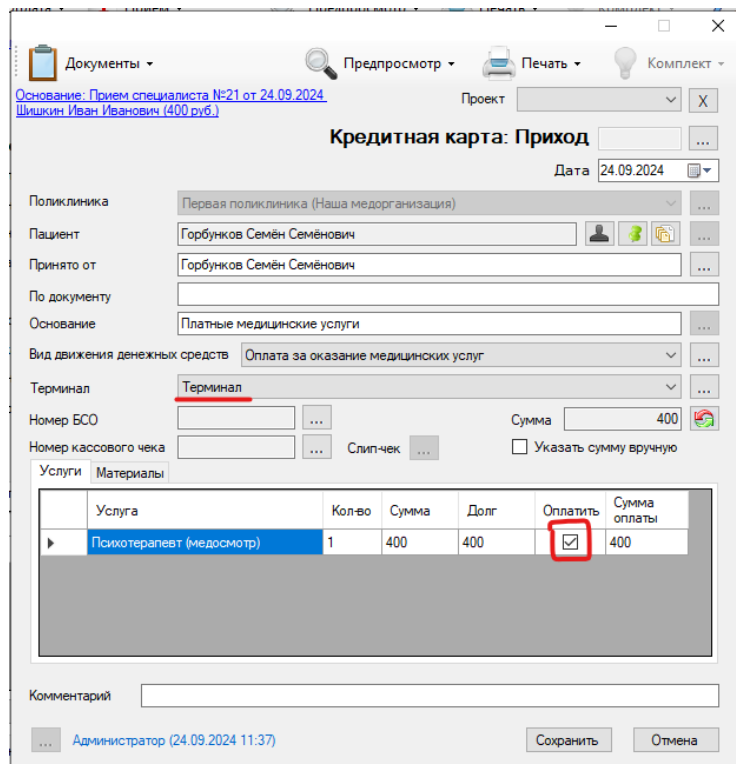 Документы
Предпросмотр
Печать
Комплект
Основание: Прием специалиста №21 от 24.09.2024
Шишкин Иван Иванович (400 руб.)
Проект
X
Кредитная карта: Приход
...
Дата 24.09.2024
Поликлиника Первая поликлиника (Наша медорганизация) ...
Пациент Горбунков Семён Семёнович ...
Принято от Горбунков Семён Семёнович ...
По документу
Основание Платные медицинские услуги ...
Вид движения денежных средств Оплата за оказание медицинских услуг ...
Терминал Терминал ...
Номер БСО ... Сумма 400
Номер кассового чека ... Слип-чек ... Указать сумму вручную
Услуги Материалы
Услуга Кол-во Сумма Долг Оплатить Сумма оплаты
Психотерапевт (медосмотр) 1 400 400 400
Комментарий
... Администратор (24.09.2024 11:37) Сохранить Отмена